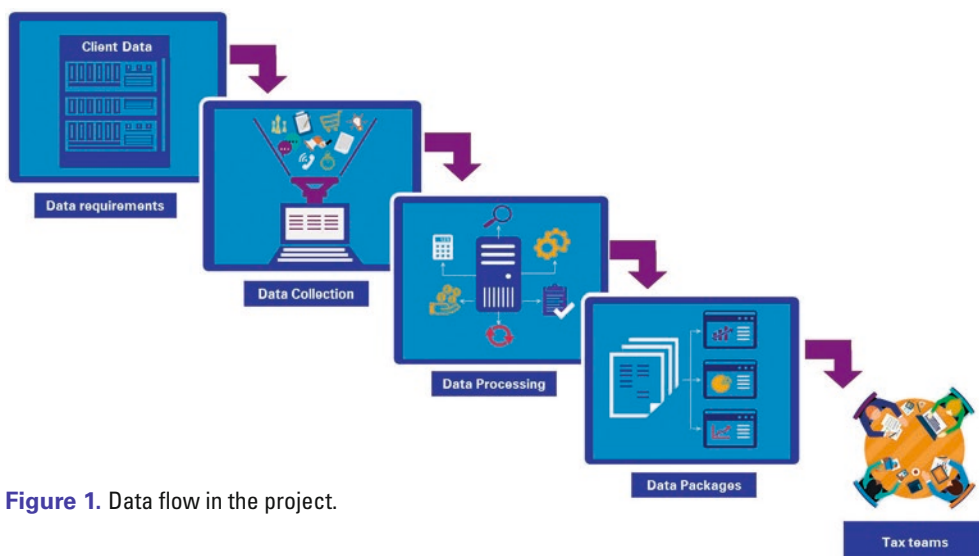 Client Data
Data requirements
Data Collection
Data Processing
Data Packages
Tax teams
Figure 1. Data flow in the project.